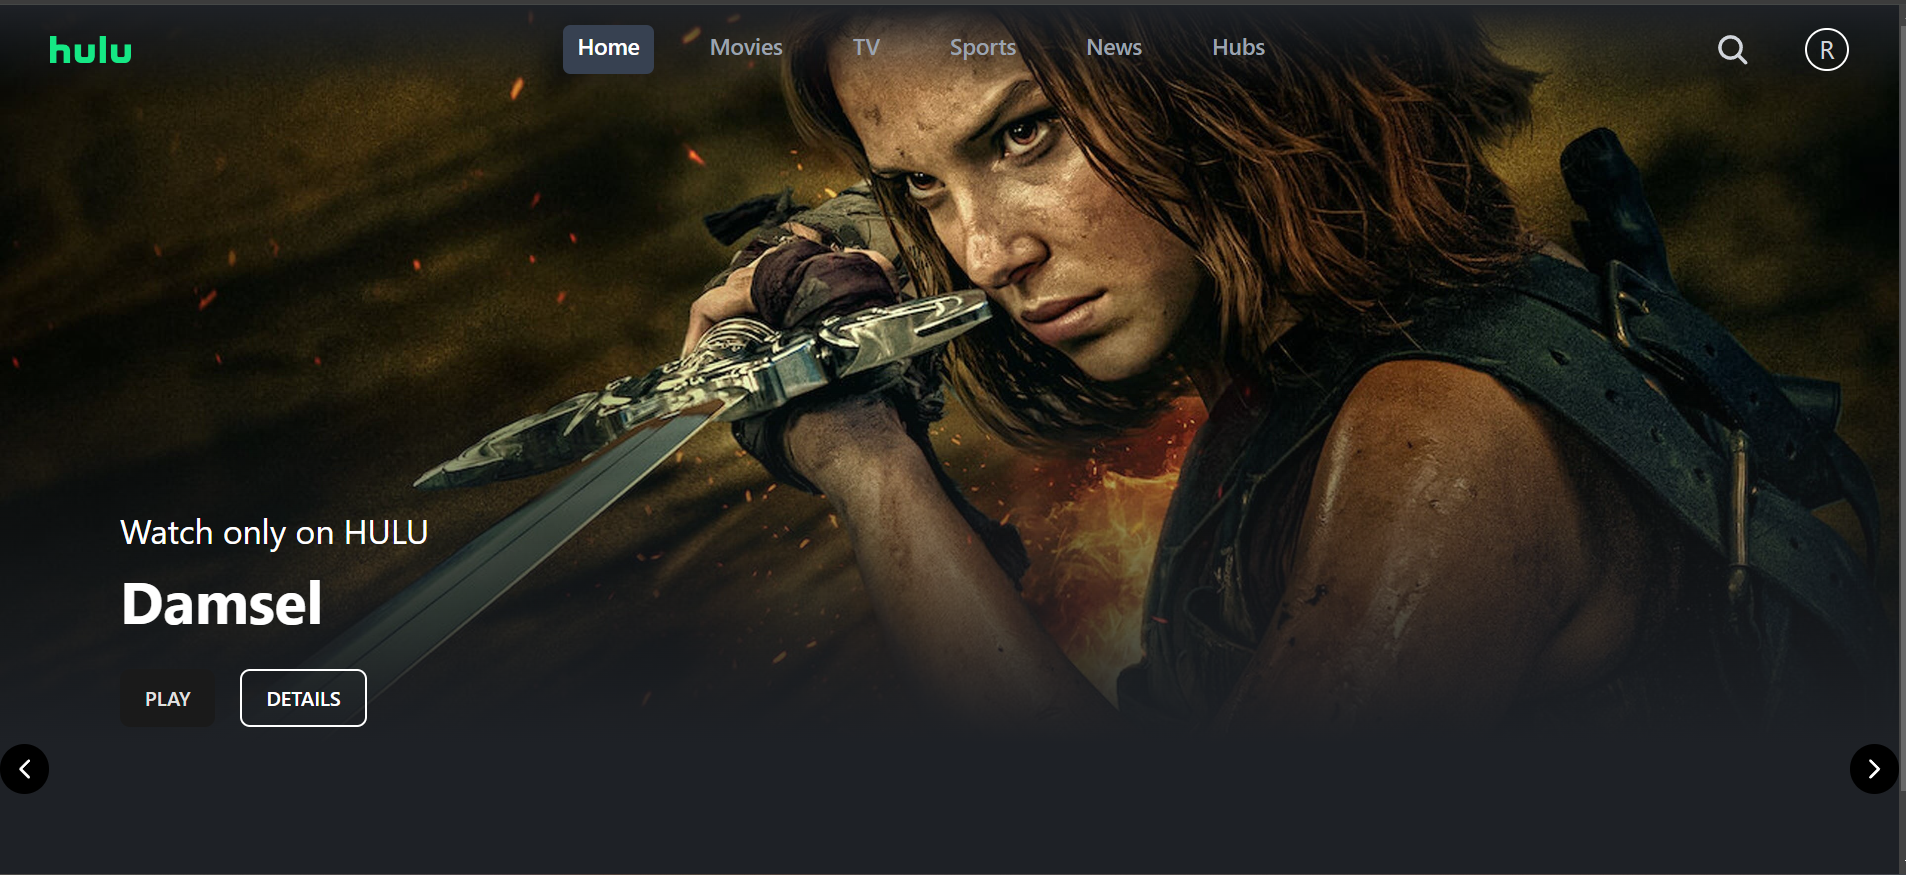 hulu
Home Movies TV Sports News Hubs
R
Watch only on HULU
Damsel
PLAY DETAILS